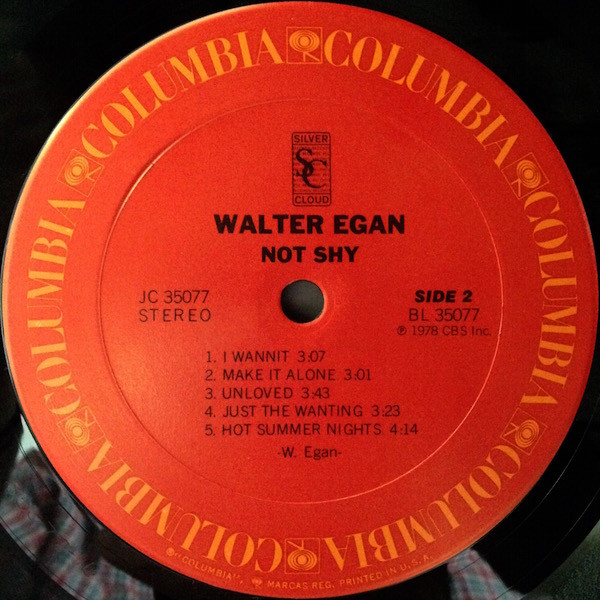 COLUMBIA COLUMBIA COLUMBIA COLUMBIA COLUMBIA COLUMBIA
SILVER
SC
CLOUD
WALTER EGAN
NOT SHY
JC 35077
STEREO
SIDE 2
BL 35077
℗ 1978 CBS Inc.
1. I WANNIT 3:07
2. MAKE IT ALONE 3:01
3. UNLOVED 3:43
4. JUST THE WANTING 3:23
5. HOT SUMMER NIGHTS 4:14
-W. Egan-
®"COLUMBIA", MARCAS REG. PRINTED IN U.S.A.